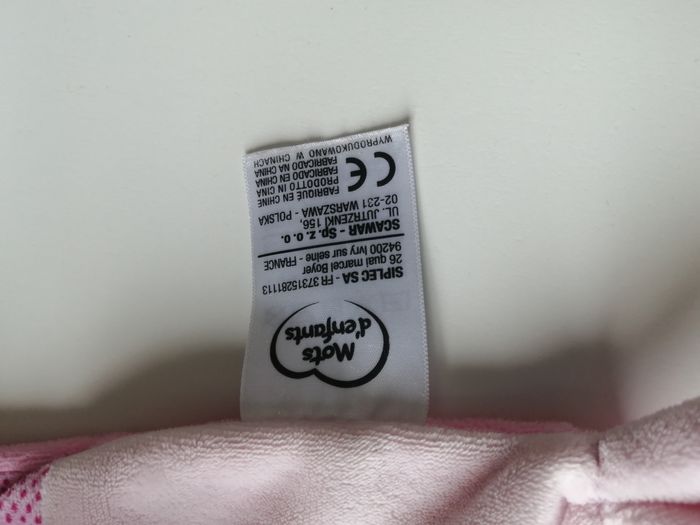 Mots
d'enfants
SIPLEC SA - FR 37315281113
26 quai marcel Boyer
94200 Ivry sur seine - FRANCE
SCAWAR - Sp. z. o. o.
UL. JUTRZENKI 156,
02-231 WARSZAWA - POLSKA
FABRIQUÉ EN CHINE
PRODOTTO IN CINA
FABRICADO EN CHINA
FABRICADO NA CHINA
WYPRODUKOWANO W CHINACH
CE